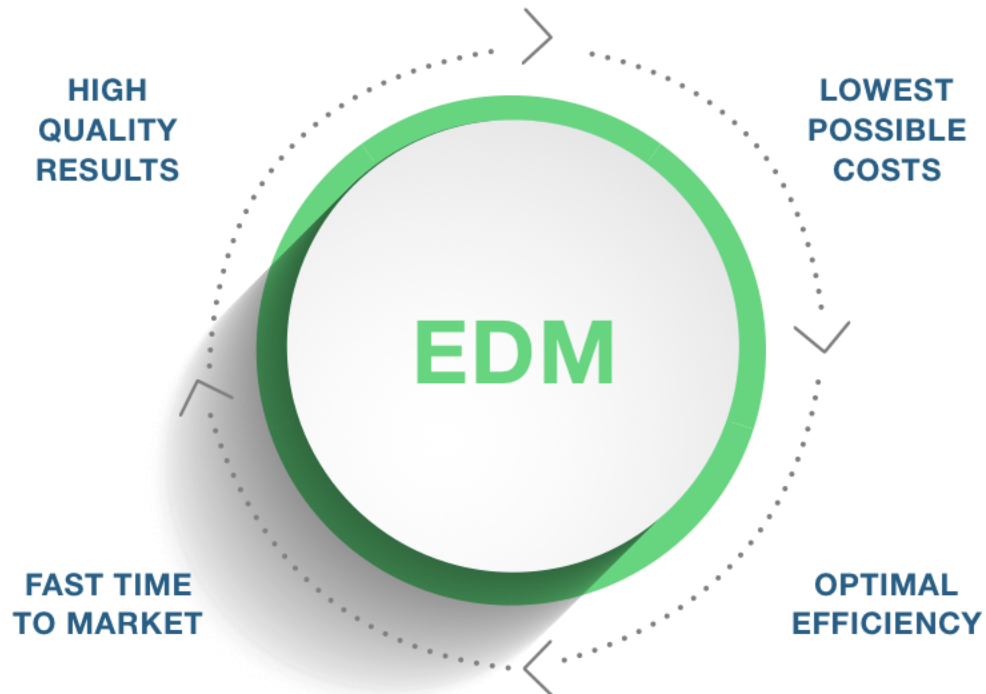 HIGH
QUALITY
RESULTS
LOWEST
POSSIBLE
COSTS
EDM
FAST TIME
TO MARKET
OPTIMAL
EFFICIENCY